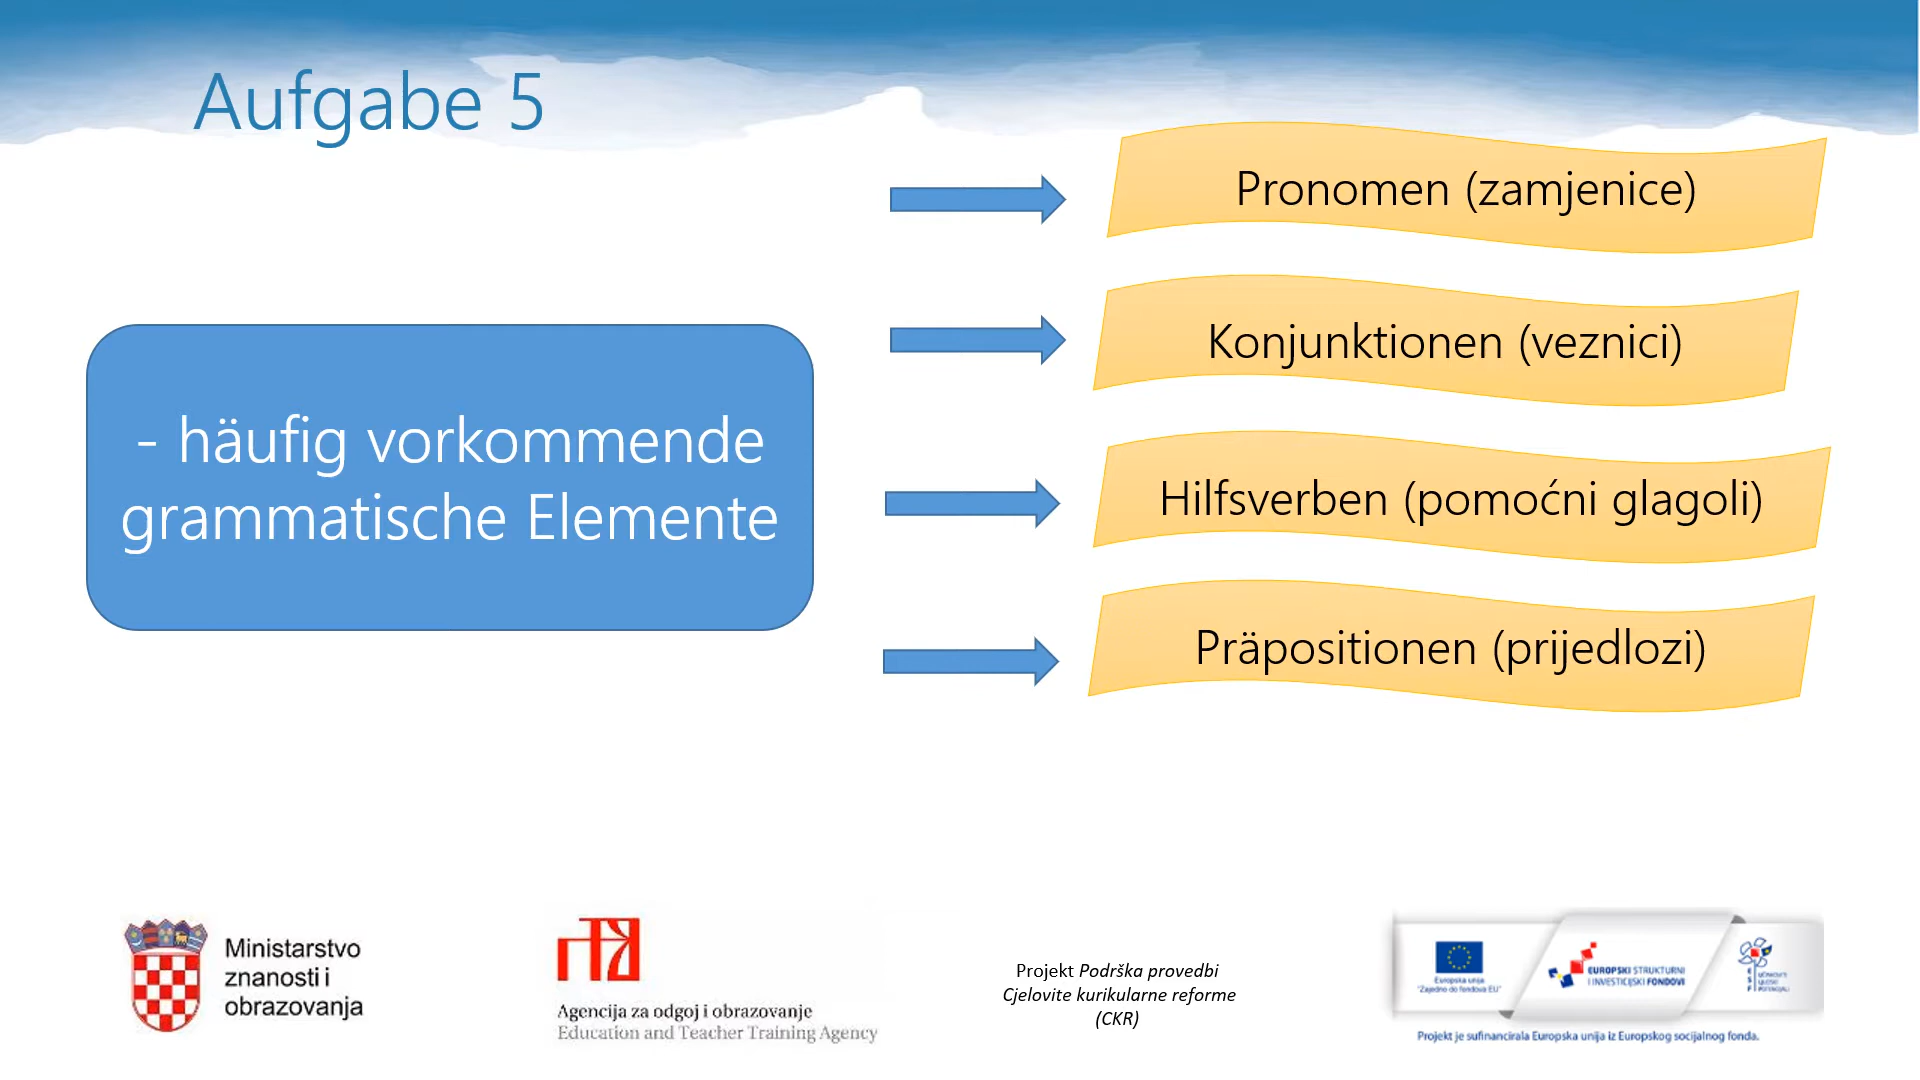 Aufgabe 5
Pronomen (zamjenice)
Konjunktionen (veznici)
- häufig vorkommende
grammatische Elemente
Hilfsverben (pomoćni glagoli)
Präpositionen (prijedlozi)
Ministarstvo
znanosti i
obrazovanja
Agencija za odgoj i obrazovanje
Education and Teacher Training Agency
Projekt Podrška provedbi
Cjelovite kurikularne reforme
(CKR)
Europska unija
"Zajedno do fondova EU"
EUROPSKI STRUKTURNI
I INVESTICIJSKI FONDOVI
Projekt je sufinancirala Europska unija iz Europskog socijalnog fonda.